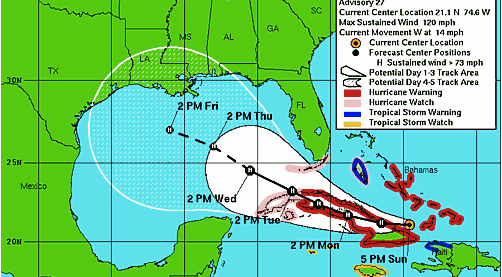 Advisory 27
Current Center Location 21.1 N 74.6 W
Max Sustained Wind 120 mph
Current Movement W at 14 mph
Current Center Location
Forecast Center Positions
H Sustained wind > 73 mph
Potential Day 1-3 Track Area
Potential Day 4-5 Track Area
Hurricane Warning
Hurricane Watch
Tropical Storm Warning
Tropical Storm Watch
SC
MS
AL
GA
TX
LA
30N
FL
2 PM Fri
2 PM Thu
25N
Bahamas
Mexico
2 PM Wed
2 PM Tue
20N
2 PM Mon
5 PM Sun
Haiti
H
H
H
H
H
H
H